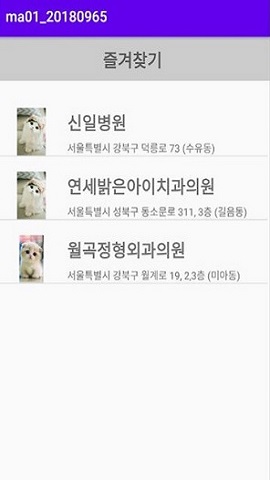 ma01_20180965
즐겨찾기
신일병원
서울특별시 강북구 덕릉로 73 (수유동)
연세밝은아이치과의원
서울특별시 성북구 동소문로 311, 3층 (길음동)
월곡정형외과의원
서울특별시 강북구 월계로 19, 2,3층 (미아동)